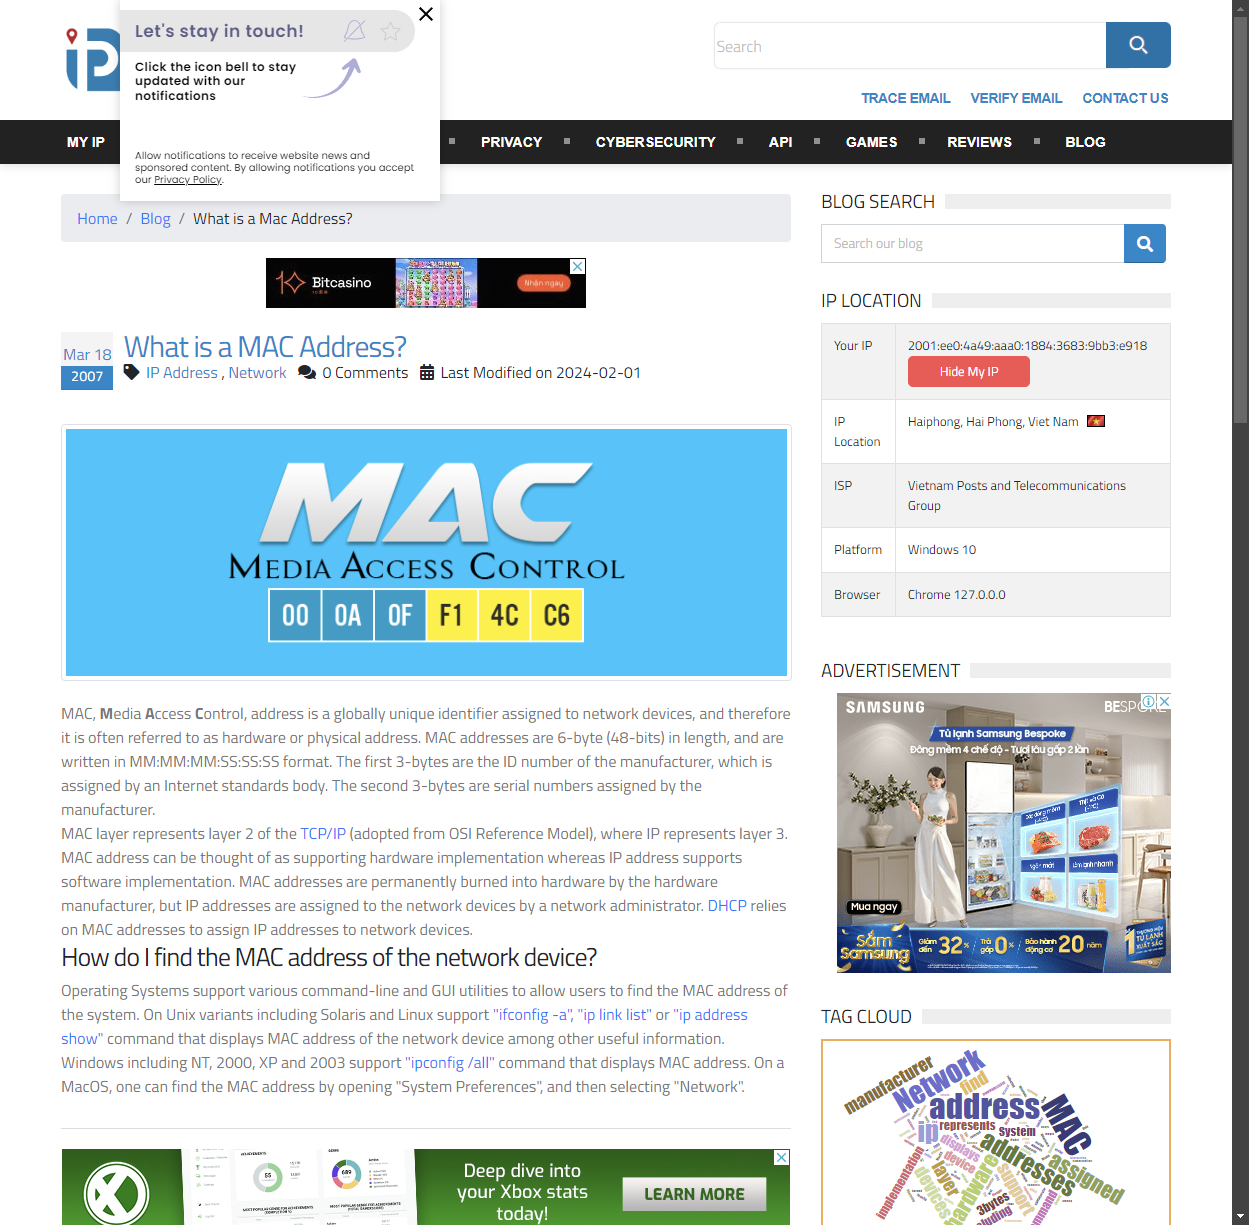 iP
Let's stay in touch!
Click the icon bell to stay
updated with our
notifications
Allow notifications to receive website news and
sponsored content. By allowing notifications you accept
our Privacy Policy.
Search
TRACE EMAIL VERIFY EMAIL CONTACT US
MY IP PRIVACY CYBERSECURITY API GAMES REVIEWS BLOG
Home / Blog / What is a Mac Address?
Bitcasino
Nhận ngay
Mar 18
2007
What is a MAC Address?
IP Address , Network 0 Comments Last Modified on 2024-02-01
MAC
MEDIA ACCESS CONTROL
00 0A 0F F1 4C C6
MAC, Media Access Control, address is a globally unique identifier assigned to network devices, and therefore
it is often referred to as hardware or physical address. MAC addresses are 6-byte (48-bits) in length, and are
written in MM:MM:MM:SS:SS:SS format. The first 3-bytes are the ID number of the manufacturer, which is
assigned by an Internet standards body. The second 3-bytes are serial numbers assigned by the
manufacturer.
MAC layer represents layer 2 of the TCP/IP (adopted from OSI Reference Model), where IP represents layer 3.
MAC address can be thought of as supporting hardware implementation whereas IP address supports
software implementation. MAC addresses are permanently burned into hardware by the hardware
manufacturer, but IP addresses are assigned to the network devices by a network administrator. DHCP relies
on MAC addresses to assign IP addresses to network devices.
How do I find the MAC address of the network device?
Operating Systems support various command-line and GUI utilities to allow users to find the MAC address of
the system. On Unix variants including Solaris and Linux support "ifconfig -a", "ip link list" or "ip address
show" command that displays MAC address of the network device among other useful information.
Windows including NT, 2000, XP and 2003 support "ipconfig /all" command that displays MAC address. On a
MacOS, one can find the MAC address by opening "System Preferences", and then selecting "Network".
Deep dive into
your Xbox stats
today!
LEARN MORE
BLOG SEARCH
Search our blog
IP LOCATION
Your IP 2001:ee0:4a49:aaa0:1884:3683:9bb3:e918
Hide My IP
IP Location Haiphong, Hai Phong, Viet Nam
ISP Vietnam Posts and Telecommunications
Group
Platform Windows 10
Browser Chrome 127.0.0.0
ADVERTISEMENT
SAMSUNG BESPOKE
Tủ lạnh Samsung Bespoke
Đông mềm 4 chế độ - Tươi lâu gấp 2 lần
Ngăn mát Làm lạnh nhanh
Mua ngay
Sắm Samsung
Giảm đến 32% Trả góp 0% Bảo hành động cơ 20 năm
TAG CLOUD
manufacturer
Network
find
address
MAC
ip
represents
System
displays
device
addresses
assigned
layer
implementation
3bytes